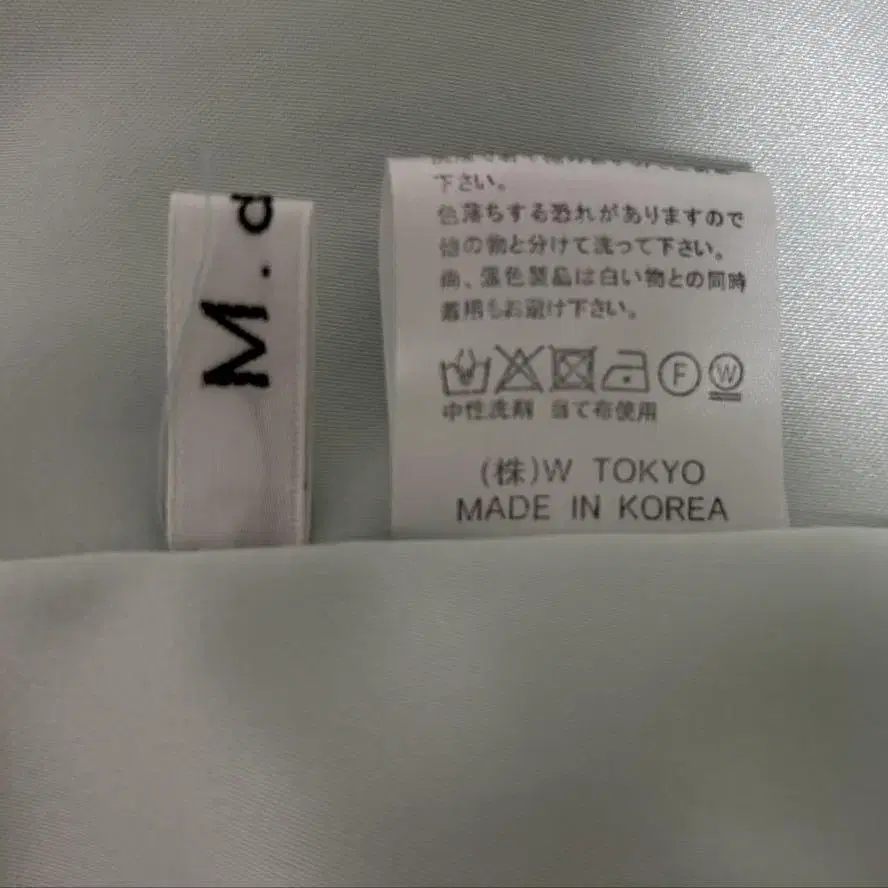 M.d
下さい。
色落ちする恐れがありますので
他の物と分けて洗って下さい。
尚、濃色製品は白い物との同時
着用もお避け下さい。
F W
中性洗剤 当て布使用
(株)W TOKYO
MADE IN KOREA